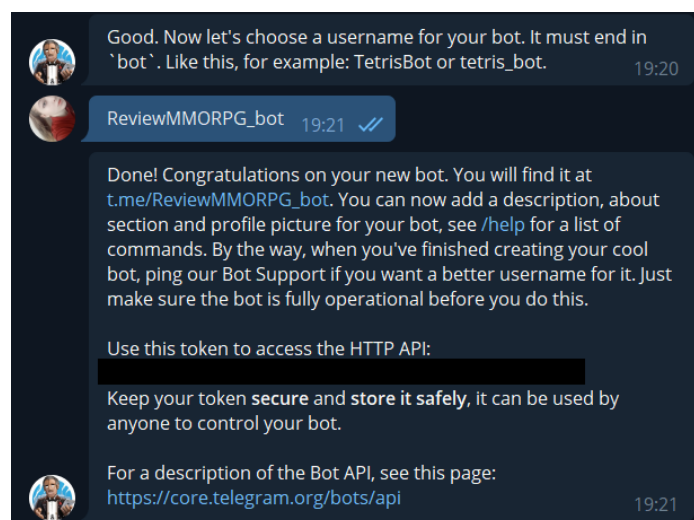 Good. Now let's choose a username for your bot. It must end in
`bot`. Like this, for example: TetrisBot or tetris_bot.
19:20
ReviewMMORPG_bot 19:21
Done! Congratulations on your new bot. You will find it at
t.me/ReviewMMORPG_bot. You can now add a description, about
section and profile picture for your bot, see /help for a list of
commands. By the way, when you've finished creating your cool
bot, ping our Bot Support if you want a better username for it. Just
make sure the bot is fully operational before you do this.
Use this token to access the HTTP API:
Keep your token secure and store it safely, it can be used by
anyone to control your bot.
For a description of the Bot API, see this page:
https://core.telegram.org/bots/api
19:21